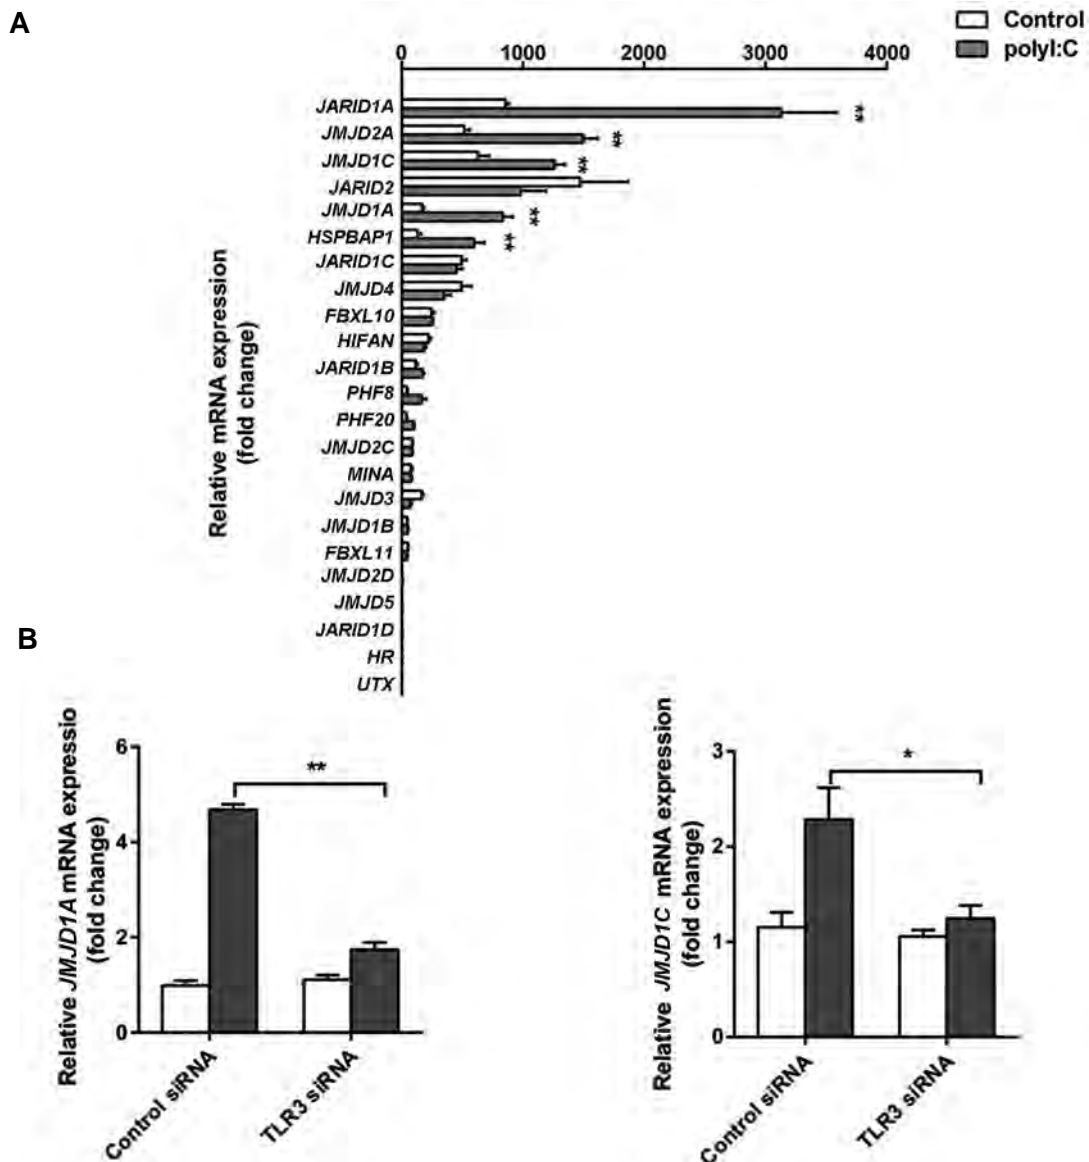 A
Control
polyI:C
0 1000 2000 3000 4000
JARID1A **
JMJD2A **
JMJD1C **
JARID2
JMJD1A **
HSPBAP1 **
JARID1C
JMJD4
FBXL10
HIFAN
JARID1B
PHF8
PHF20
JMJD2C
MINA
JMJD3
JMJD1B
FBXL11
JMJD2D
JMJD5
JARID1D
HR
UTX
Relative mRNA expression
(fold change)
B
Relative JMJD1A mRNA expressio
(fold change)
6
4
2
0
**
Control siRNA
TLR3 siRNA
Relative JMJD1C mRNA expression
(fold change)
3
2
1
0
*
Control siRNA
TLR3 siRNA